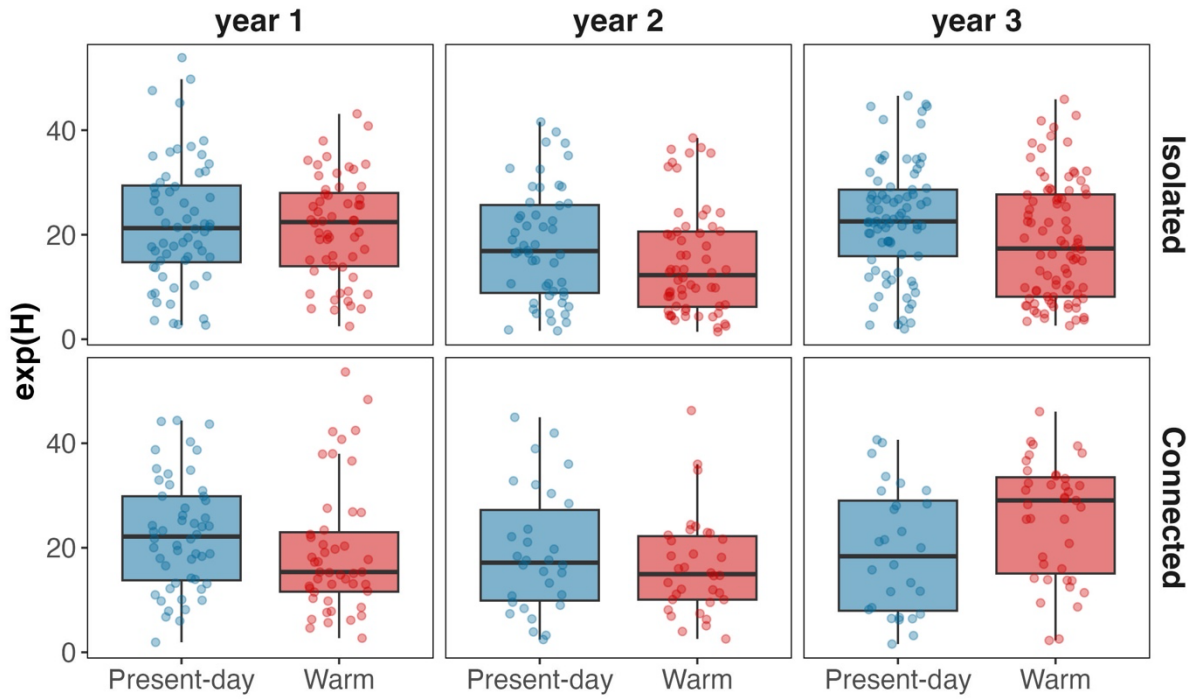 year 1 year 2 year 3
40
20
0
Isolated
exp(H)
40
20
0
Connected
Present-day Warm Present-day Warm Present-day Warm